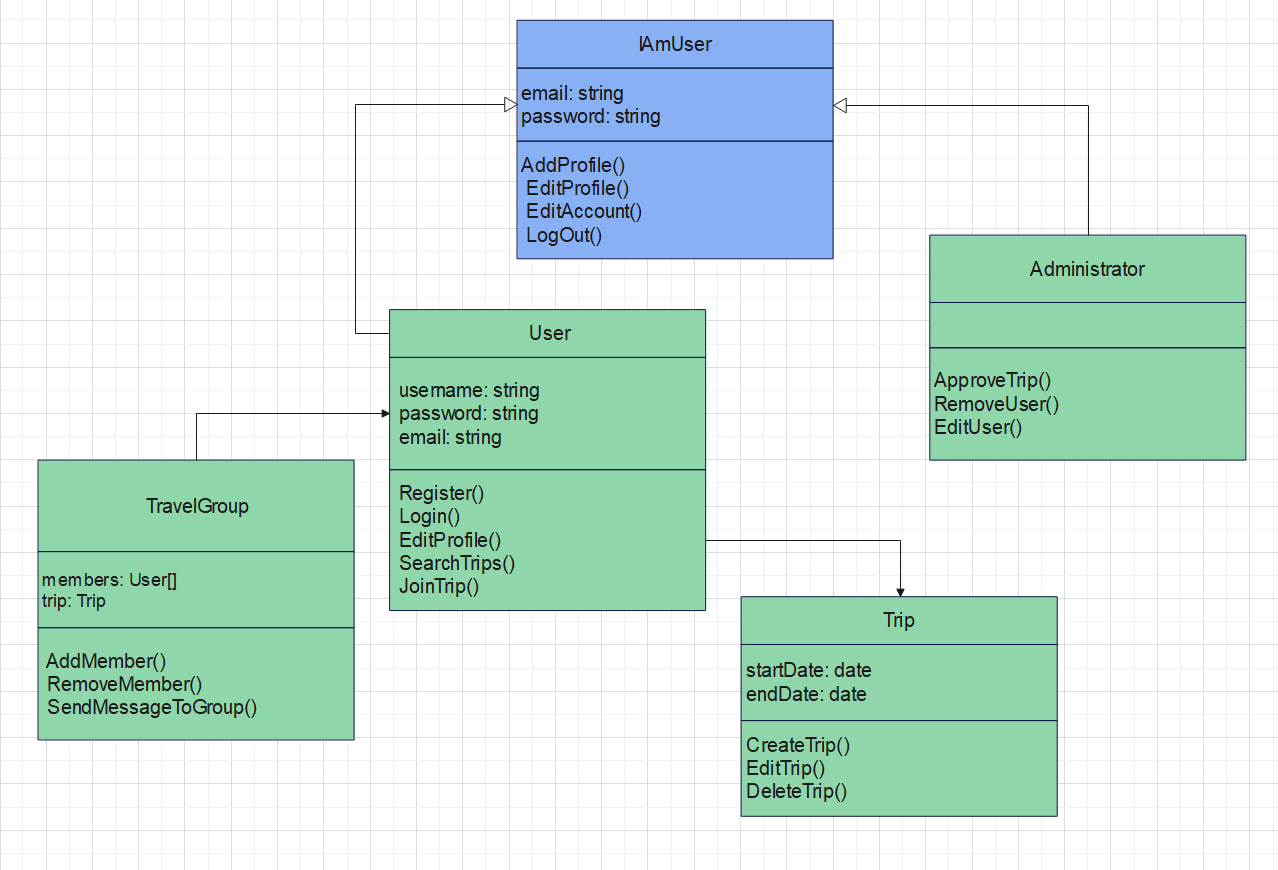 IAmUser
email: string
password: string
AddProfile()
EditProfile()
EditAccount()
LogOut()
Administrator
ApproveTrip()
RemoveUser()
EditUser()
User
username: string
password: string
email: string
Register()
Login()
EditProfile()
SearchTrips()
JoinTrip()
TravelGroup
members: User[]
trip: Trip
AddMember()
RemoveMember()
SendMessageToGroup()
Trip
startDate: date
endDate: date
CreateTrip()
EditTrip()
DeleteTrip()